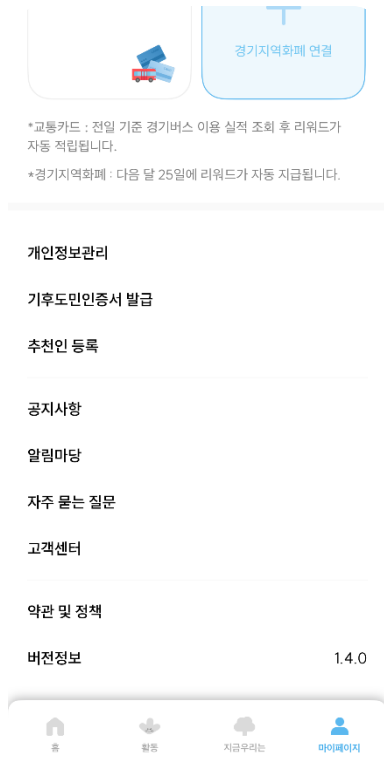 경기지역화폐 연결
*교통카드 : 전일 기준 경기버스 이용 실적 조회 후 리워드가
자동 적립됩니다.
*경기지역화폐 : 다음 달 25일에 리워드가 자동 지급됩니다.
개인정보관리
기후도민인증서 발급
추천인 등록
공지사항
알림마당
자주 묻는 질문
고객센터
약관 및 정책
버전정보 1.4.0
홈 활동 지금우리는 마이페이지